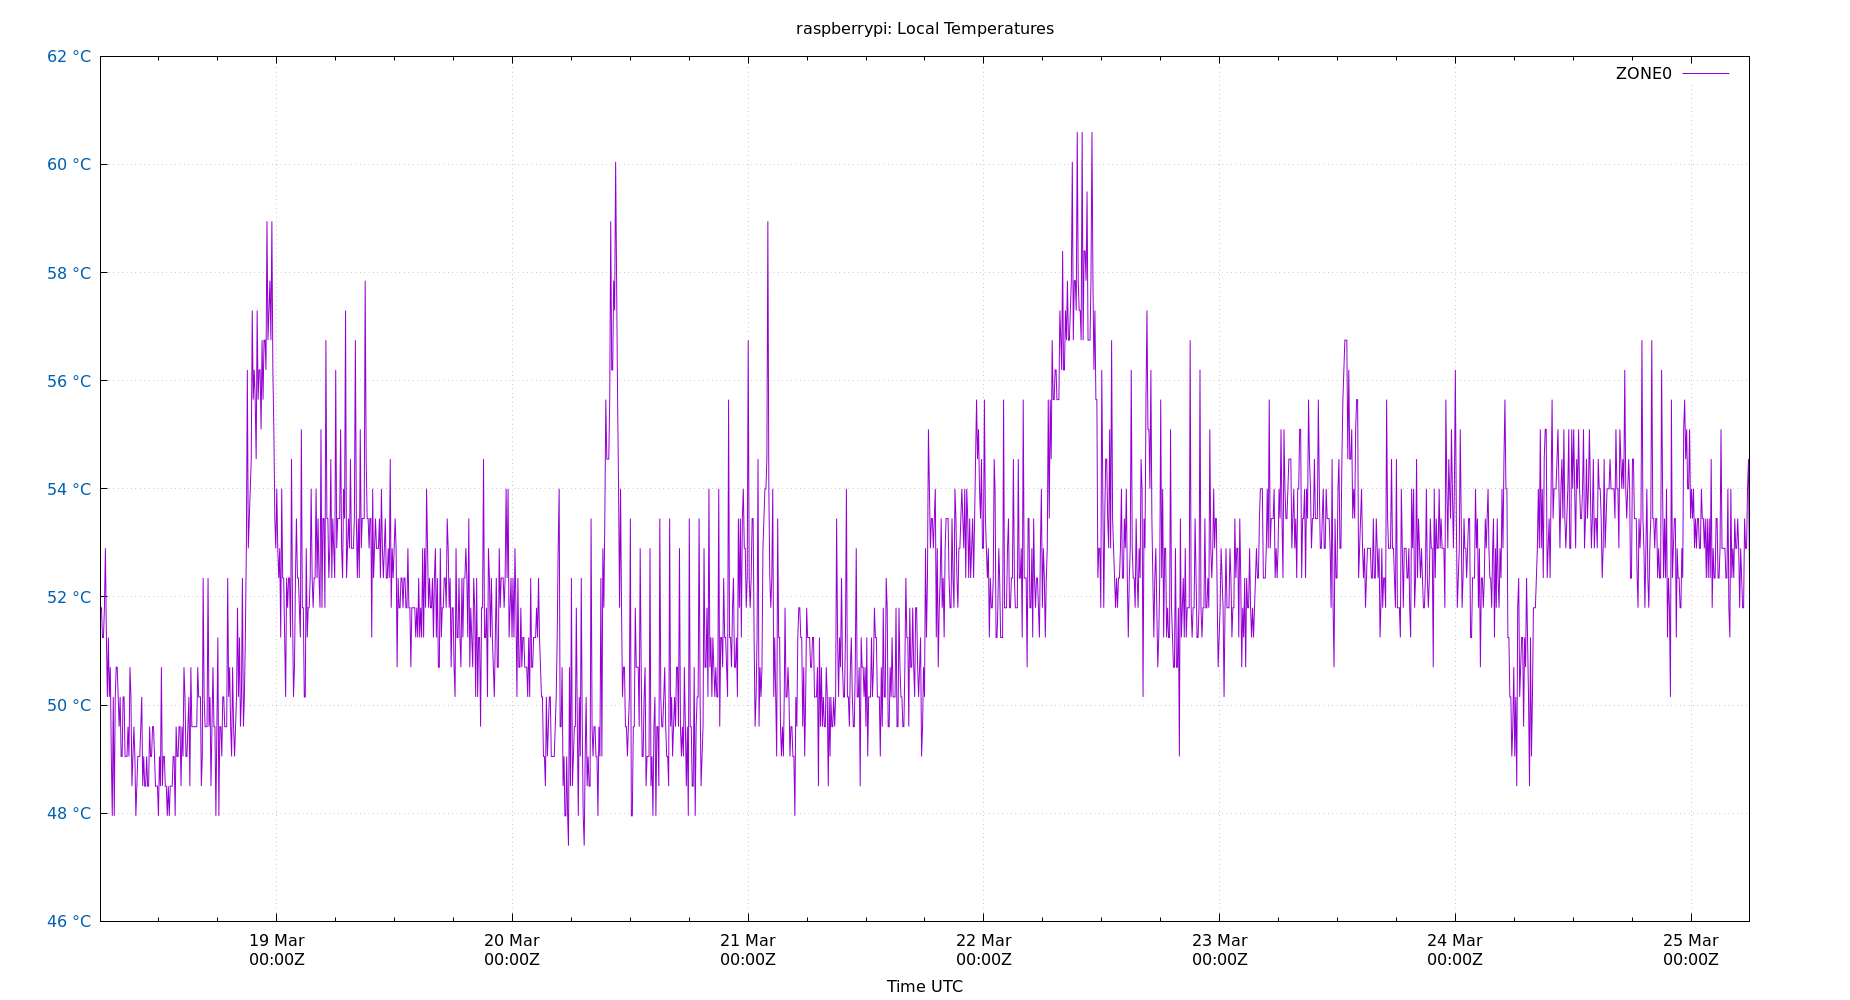 raspberrypi: Local Temperatures
62 °C
ZONE0
60 °C
58 °C
56 °C
54 °C
52 °C
50 °C
48 °C
46 °C
19 Mar 20 Mar 21 Mar 22 Mar 23 Mar 24 Mar 25 Mar
00:00Z 00:00Z 00:00Z 00:00Z 00:00Z 00:00Z 00:00Z
Time UTC